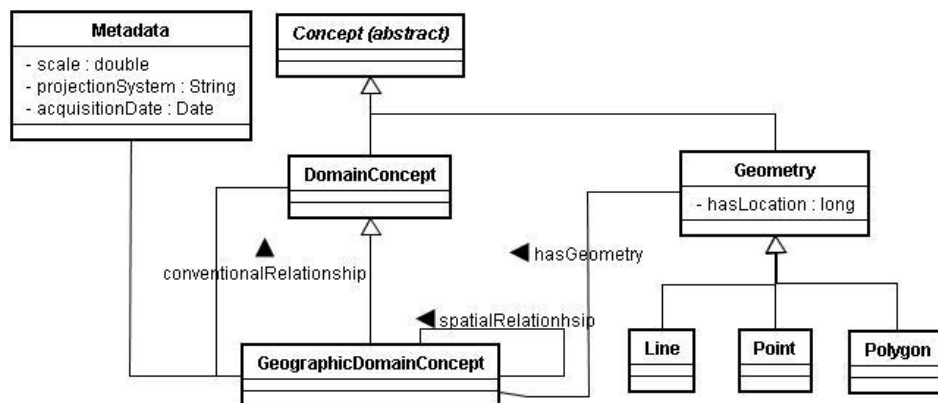 Metadata
- scale : double
- projectionSystem : String
- acquisitionDate : Date
Concept (abstract)
DomainConcept
Geometry
- hasLocation : long
hasGeometry
conventionalRelationship
spatialRelationhsip
GeographicDomainConcept
Line
Point
Polygon